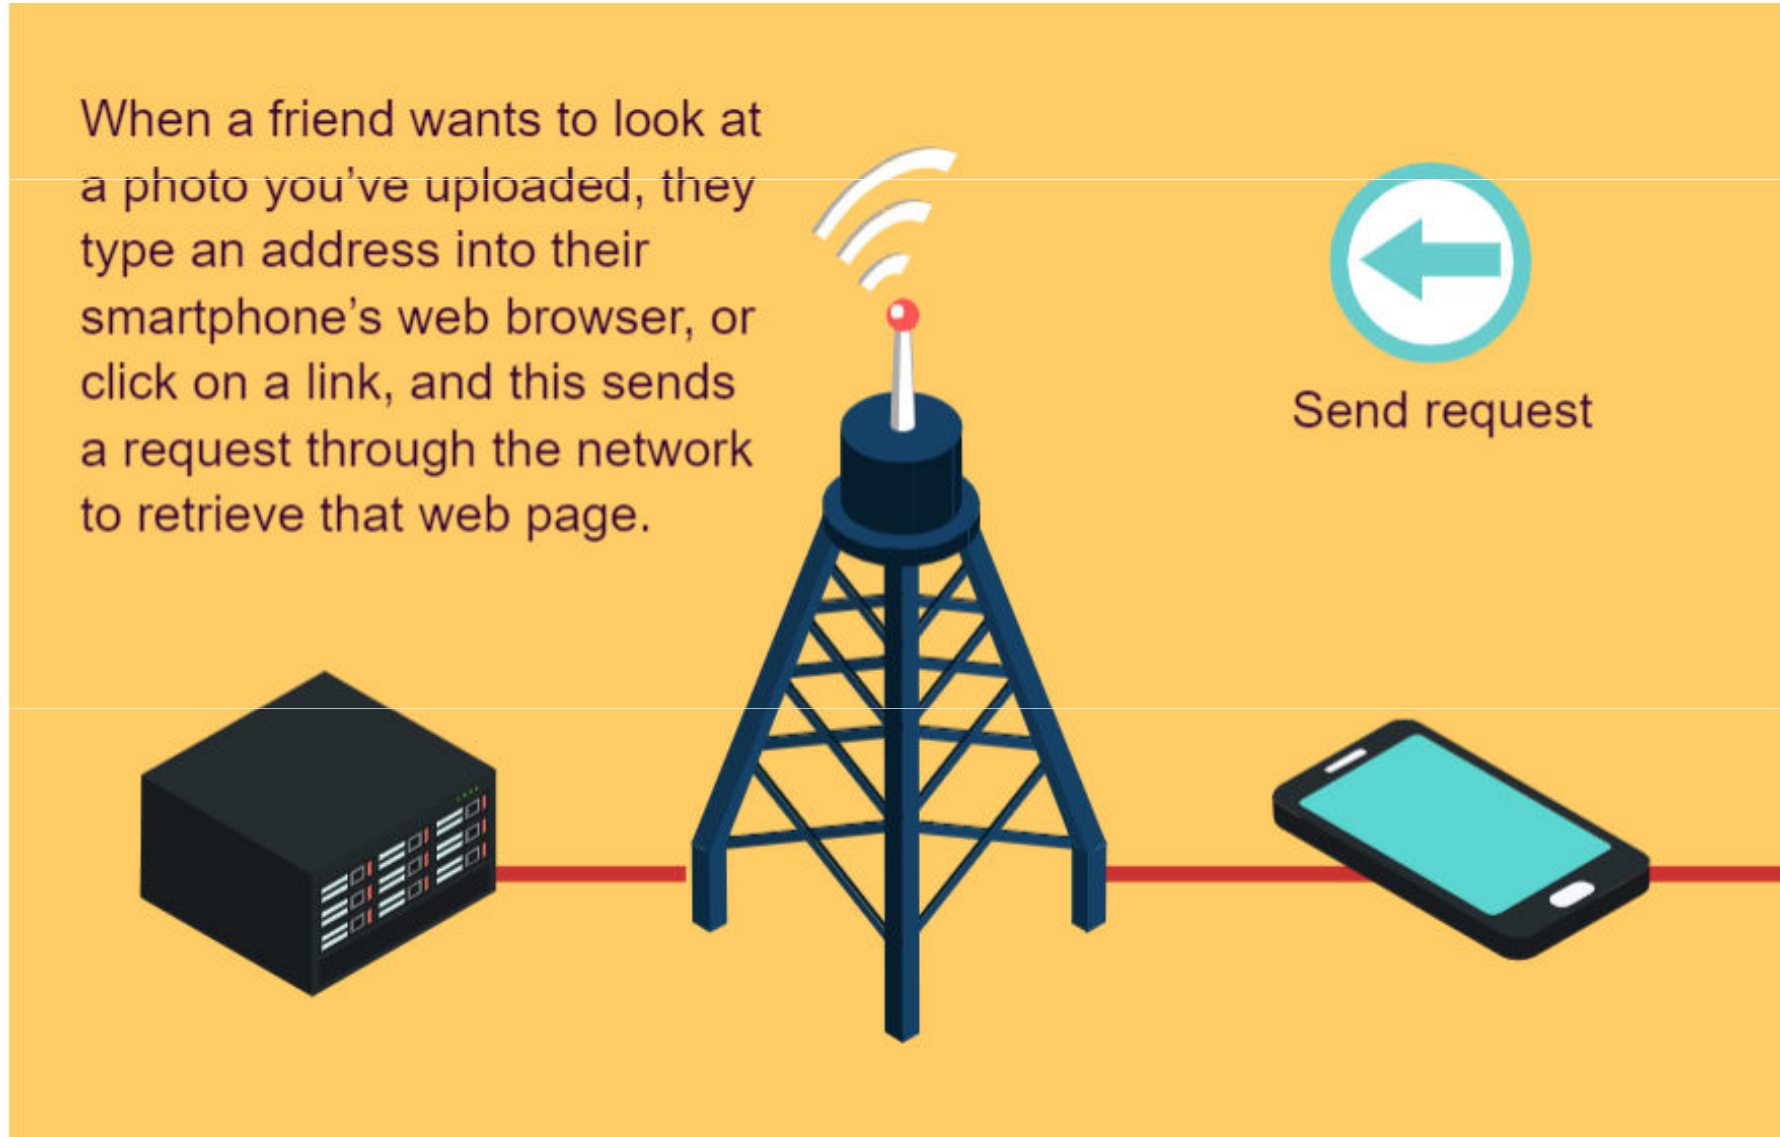 When a friend wants to look at
a photo you’ve uploaded, they
type an address into their
smartphone’s web browser, or
click on a link, and this sends
a request through the network
to retrieve that web page.
Send request